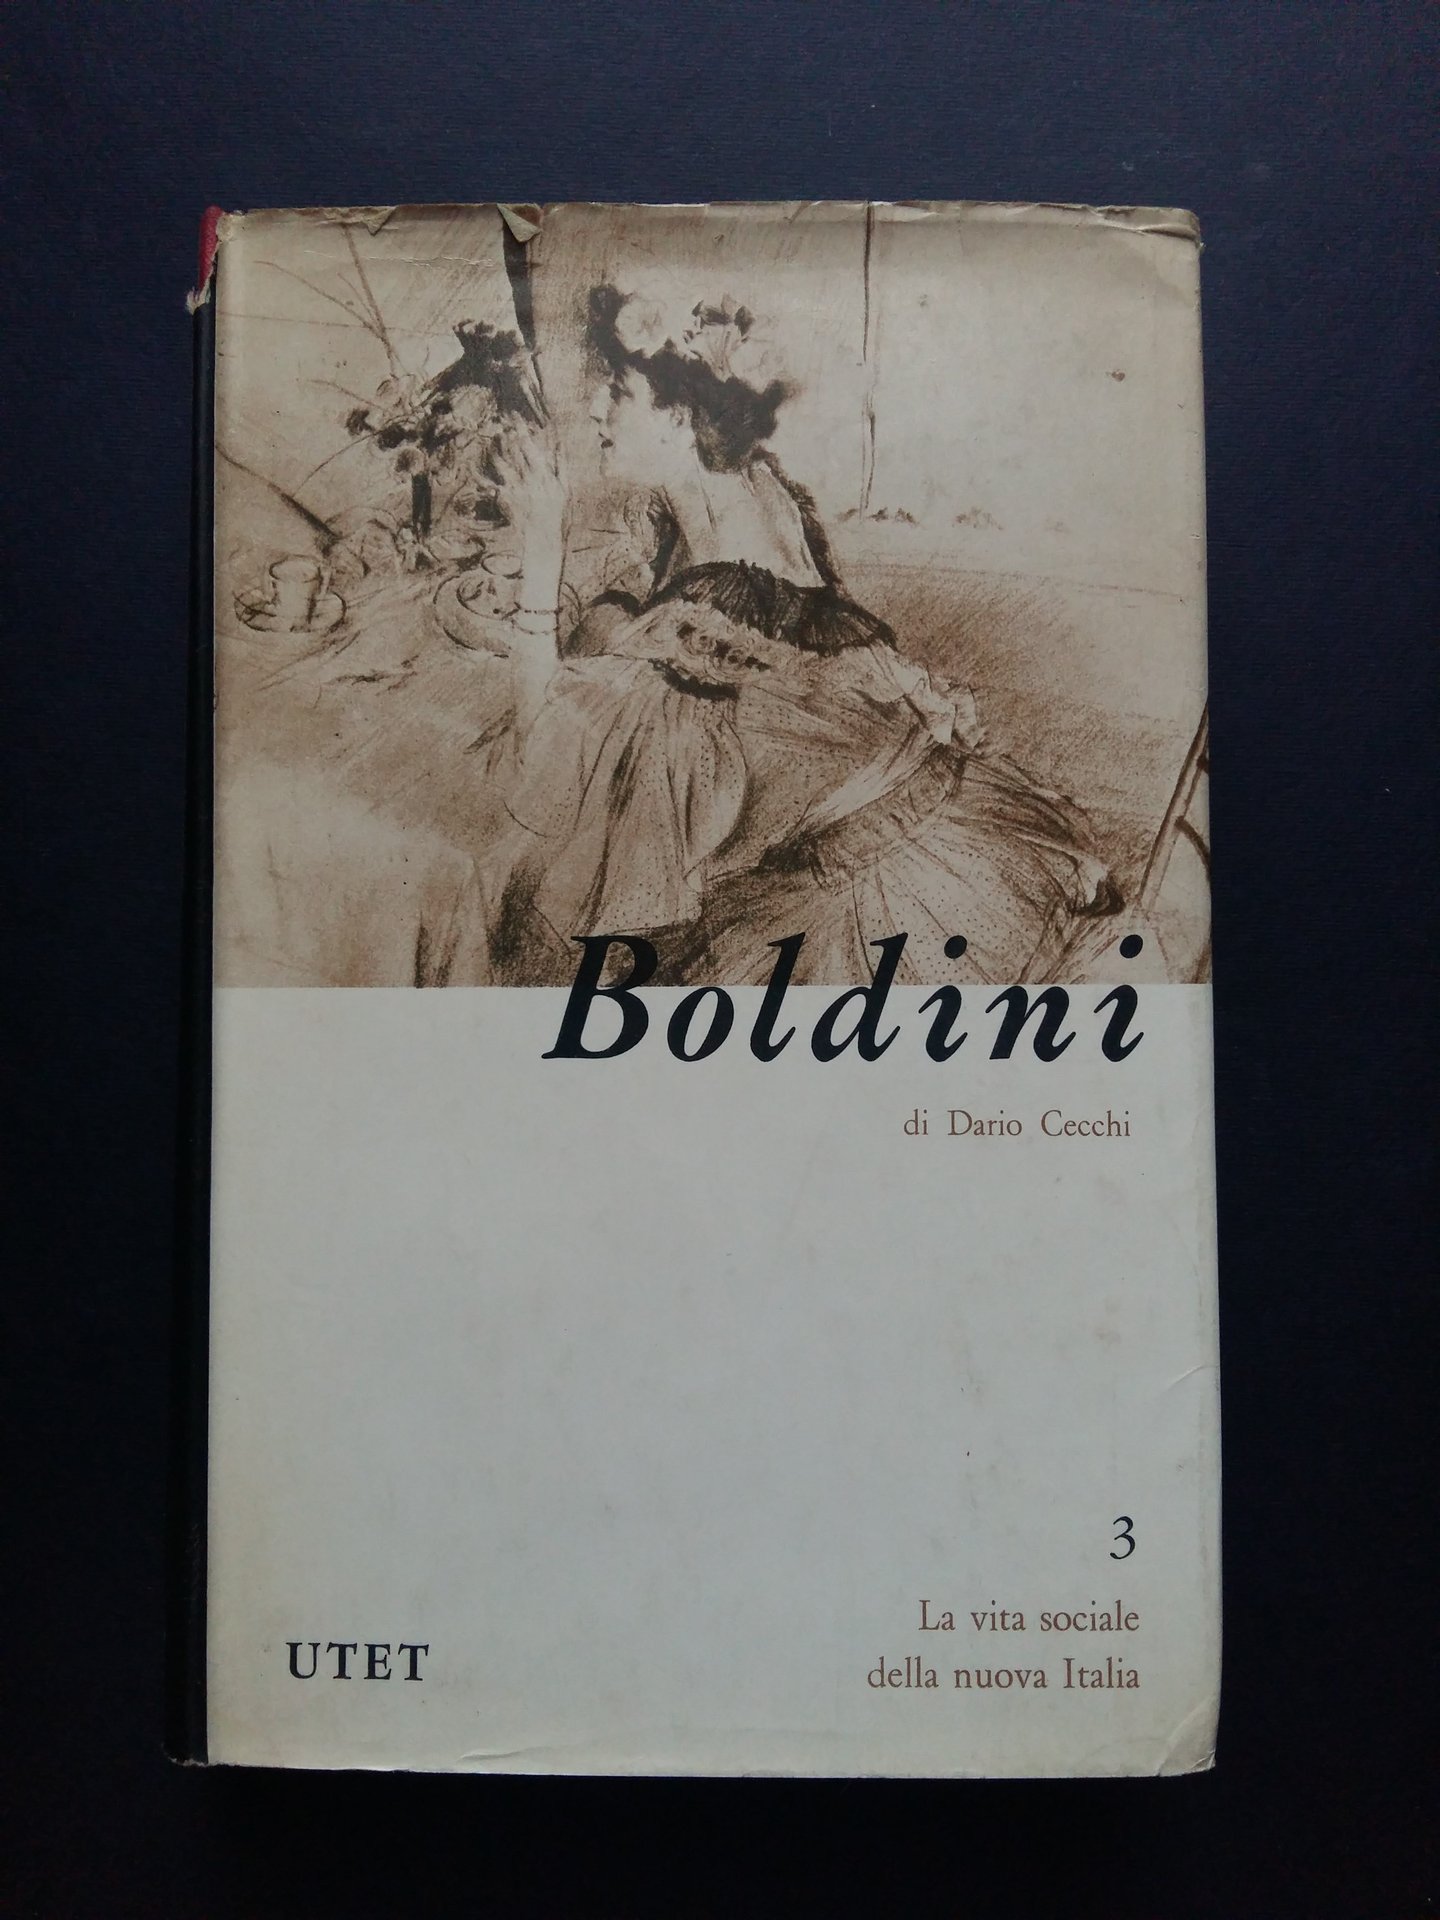 Boldini
di Dario Cecchi
3
La vita sociale
della nuova Italia
UTET